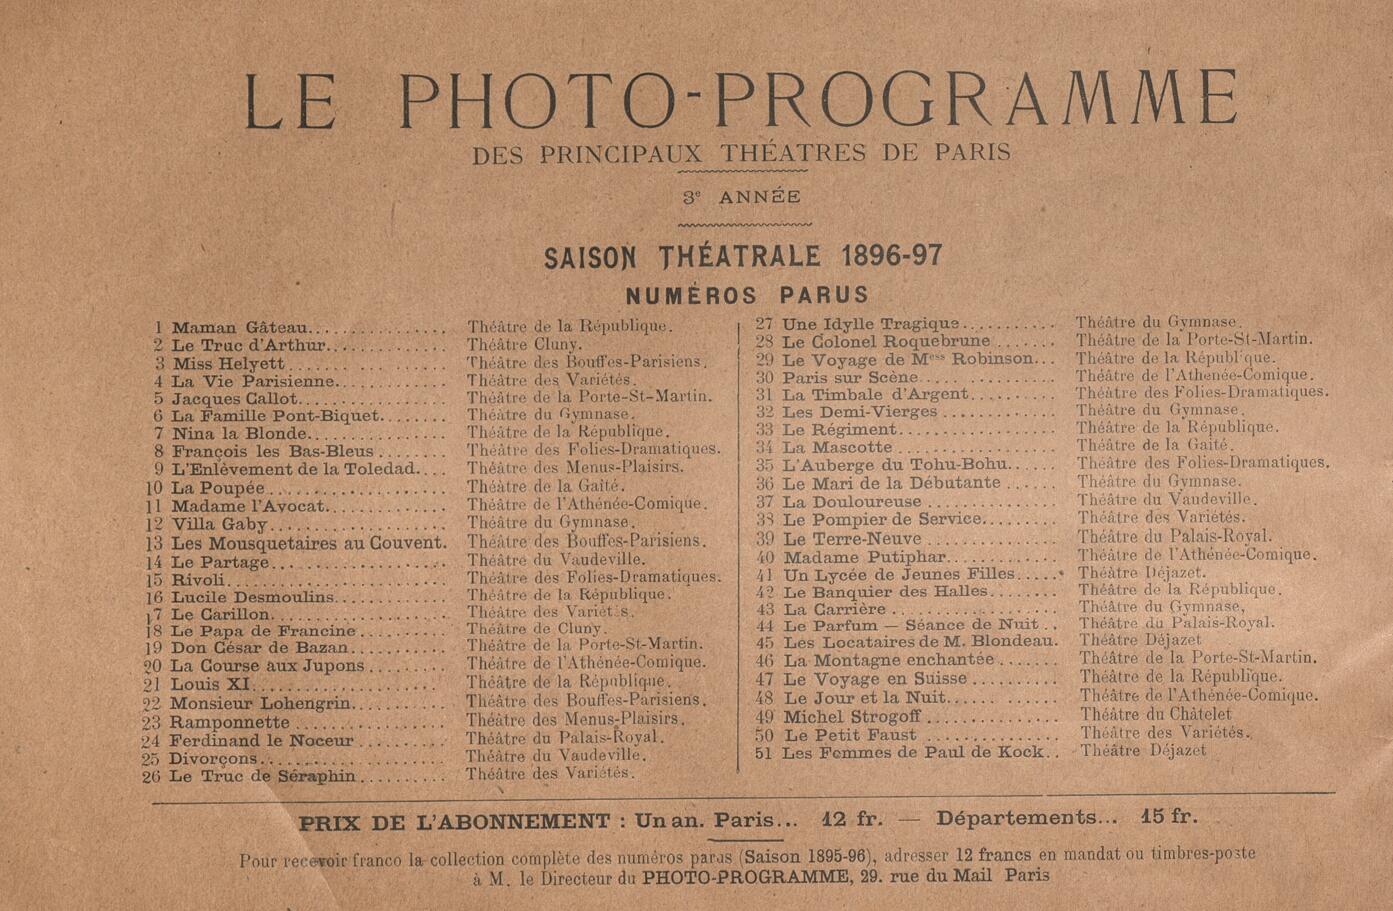 LE PHOTO-PROGRAMME
DES PRINCIPAUX THÉATRES DE PARIS
3e ANNÉE
SAISON THÉATRALE 1896-97
NUMÉROS PARUS
1 Maman Gâteau................ Théâtre de la République.
2 Le Truc d'Arthur............. Théâtre Cluny.
3 Miss Helyett.................. Théâtre des Bouffes-Parisiens.
4 La Vie Parisienne............ Théâtre des Variétés.
5 Jacques Callot................ Théâtre de la Porte-St-Martin.
6 La Famille Pont-Biquet....... Théâtre du Gymnase.
7 Nina la Blonde................ Théâtre de la République.
8 François les Bas-Bleus........ Théâtre des Folies-Dramatiques.
9 L'Enlèvement de la Toledad.... Théâtre des Menus-Plaisirs.
10 La Poupée.................... Théâtre de la Gaîté.
11 Madame l'Avocat.............. Théâtre de l'Athénée-Comique.
12 Villa Gaby.................... Théâtre du Gymnase.
13 Les Mousquetaires au Couvent. Théâtre des Bouffes-Parisiens.
14 Le Partage.................... Théâtre du Vaudeville.
15 Rivoli........................ Théâtre des Folies-Dramatiques.
16 Lucile Desmoulins............ Théâtre de la République.
17 Le Carillon................... Théâtre des Variétés.
18 Le Papa de Francine.......... Théâtre de Cluny.
19 Don César de Bazan........... Théâtre de la Porte-St-Martin.
20 La Course aux Jupons......... Théâtre de l'Athénée-Comique.
21 Louis XI...................... Théâtre de la République.
22 Monsieur Lohengrin........... Théâtre des Bouffes-Parisiens.
23 Ramponnette.................. Théâtre des Menus-Plaisirs.
24 Ferdinand le Noceur.......... Théâtre du Palais-Royal.
25 Divorçons..................... Théâtre du Vaudeville.
26 Le Truc de Séraphin.......... Théâtre des Variétés.
27 Une Idylle Tragique.......... Théâtre du Gymnase.
28 Le Colonel Roquebrune....... Théâtre de la Porte-St-Martin.
29 Le Voyage de Mess Robinson... Théâtre de la République.
30 Paris sur Scène............... Théâtre de l'Athenée-Comique.
31 La Timbale d'Argent.......... Théâtre des Folies-Dramatiques.
32 Les Demi-Vierges............. Théâtre du Gymnase.
33 Le Régiment.................. Théâtre de la République.
34 La Mascotte................... Théâtre de la Gaité.
35 L'Auberge du Tohu-Bohu...... Théâtre des Folies-Dramatiques.
36 Le Mari de la Débutante...... Théâtre du Gymnase.
37 La Douloureuse............... Théâtre du Vaudeville.
38 Le Pompier de Service........ Théâtre des Variétés.
39 Le Terre-Neuve............... Théâtre du Palais-Royal.
40 Madame Putiphar............. Théâtre de l'Athénée-Comique.
41 Un Lycée de Jeunes Filles..... Théâtre Déjazet.
42 Le Banquier des Halles........ Théâtre de la République.
43 La Carrière................... Théâtre du Gymnase,
44 Le Parfum — Séance de Nuit.. Théâtre du Palais-Royal.
45 Les Locataires de M. Blondeau. Théâtre Déjazet
46 La Montagne enchantée....... Théâtre de la Porte-St-Martin.
47 Le Voyage en Suisse.......... Théâtre de la République.
48 Le Jour et la Nuit............ Théâtre de l'Athénée-Comique.
49 Michel Strogoff............... Théâtre du Châtelet
50 Le Petit Faust................ Théâtre des Variétés.
51 Les Femmes de Paul de Kock.. Théâtre Déjazet
PRIX DE L'ABONNEMENT : Un an. Paris... 12 fr. — Départements... 15 fr.
Pour recevoir franco la collection complète des numéros parus (Saison 1895-96), adresser 12 francs en mandat ou timbres-poste
à M. le Directeur du PHOTO-PROGRAMME, 29. rue du Mail Paris